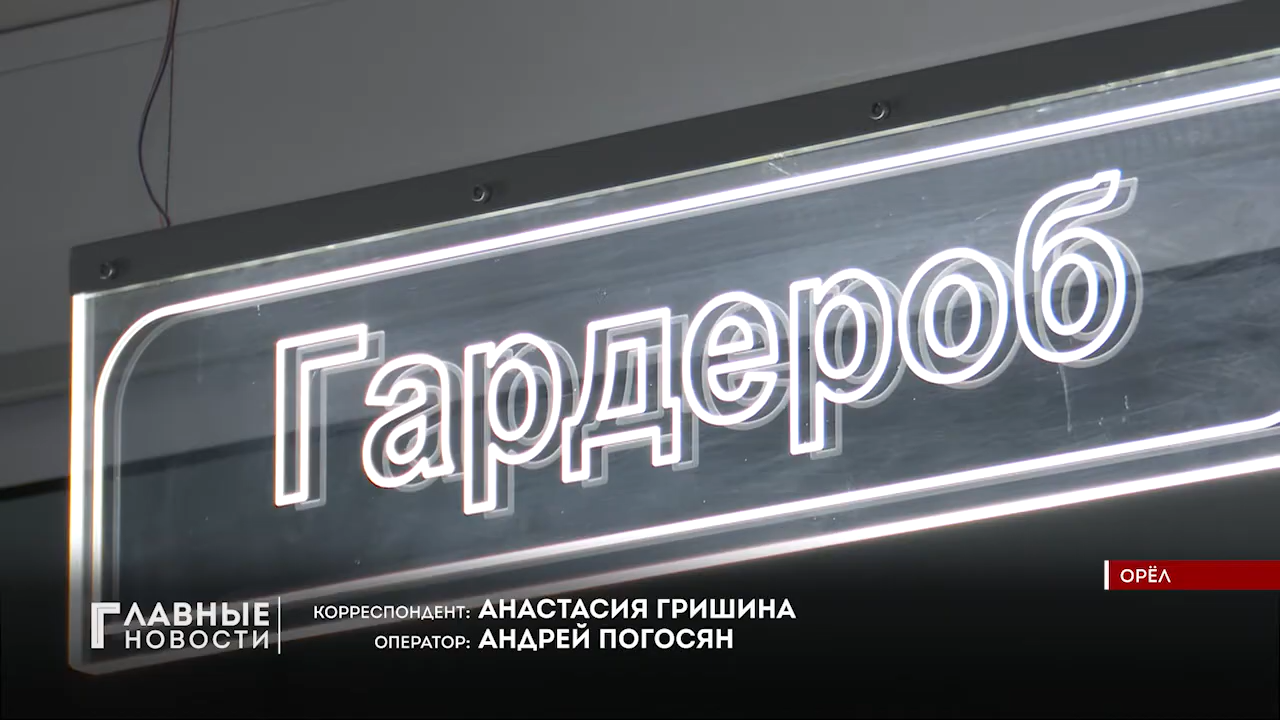 Гардероб
ОРЁЛ
ГЛАВНЫЕ
НОВОСТИ
КОРРЕСПОНДЕНТ: АНАСТАСИЯ ГРИШИНА
ОПЕРАТОР: АНДРЕЙ ПОГОСЯН